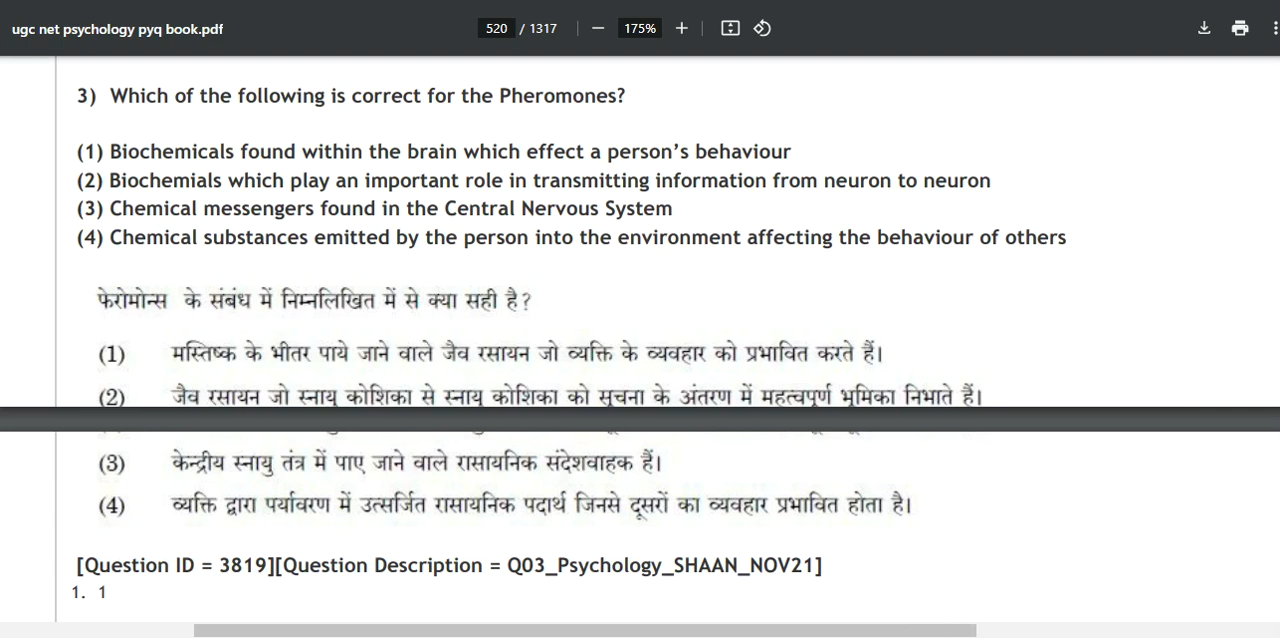 ugc net psychology pyq book.pdf 520 / 1317 175%
3) Which of the following is correct for the Pheromones?
(1) Biochemicals found within the brain which effect a person's behaviour
(2) Biochemials which play an important role in transmitting information from neuron to neuron
(3) Chemical messengers found in the Central Nervous System
(4) Chemical substances emitted by the person into the environment affecting the behaviour of others
फेरोमोन्स के संबंध में निम्नलिखित में से क्या सही है?
(1) मस्तिष्क के भीतर पाये जाने वाले जैव रसायन जो व्यक्ति के व्यवहार को प्रभावित करते हैं।
(2) जैव रसायन जो स्नायु कोशिका से स्नायु कोशिका को सूचना के अंतरण में महत्वपूर्ण भूमिका निभाते हैं।
(3) केन्द्रीय स्नायु तंत्र में पाए जाने वाले रासायनिक संदेशवाहक हैं।
(4) व्यक्ति द्वारा पर्यावरण में उत्सर्जित रासायनिक पदार्थ जिनसे दूसरों का व्यवहार प्रभावित होता है।
[Question ID = 3819][Question Description = Q03_Psychology_SHAAN_NOV21]
1. 1